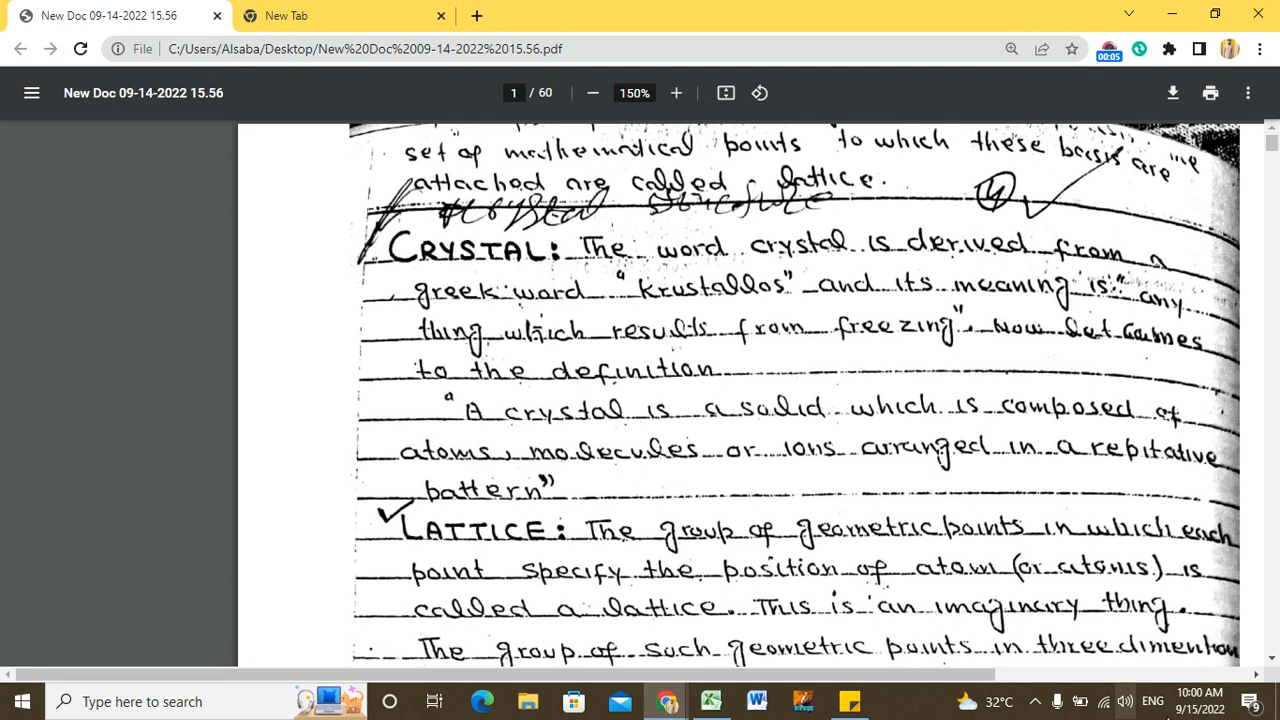 New Doc 09-14-2022 15.56
New Tab
File C:/Users/Alsaba/Desktop/New%20Doc%2009-14-2022%2015.56.pdf
00:05
New Doc 09-14-2022 15.56
1 / 60
150%
set of mathematical points to which these basis are
attached are called lattice.
Crystal structure
4
CRYSTAL: The word crystal is derived from a
greek word "krustallos" and its meaning is "any
thing which results from freezing". Now let comes
to the definition
"A crystal is a solid which is composed of
atoms, molecules or ions arranged in a repitative
pattern"
LATTICE: The group of geometric points in which each
point specify the position of atom (or atoms) is
called a lattice. This is an imaginary thing.
The group of such geometric points in three dimention
Type here to search
32°C
ENG
10:00 AM
9/15/2022
9